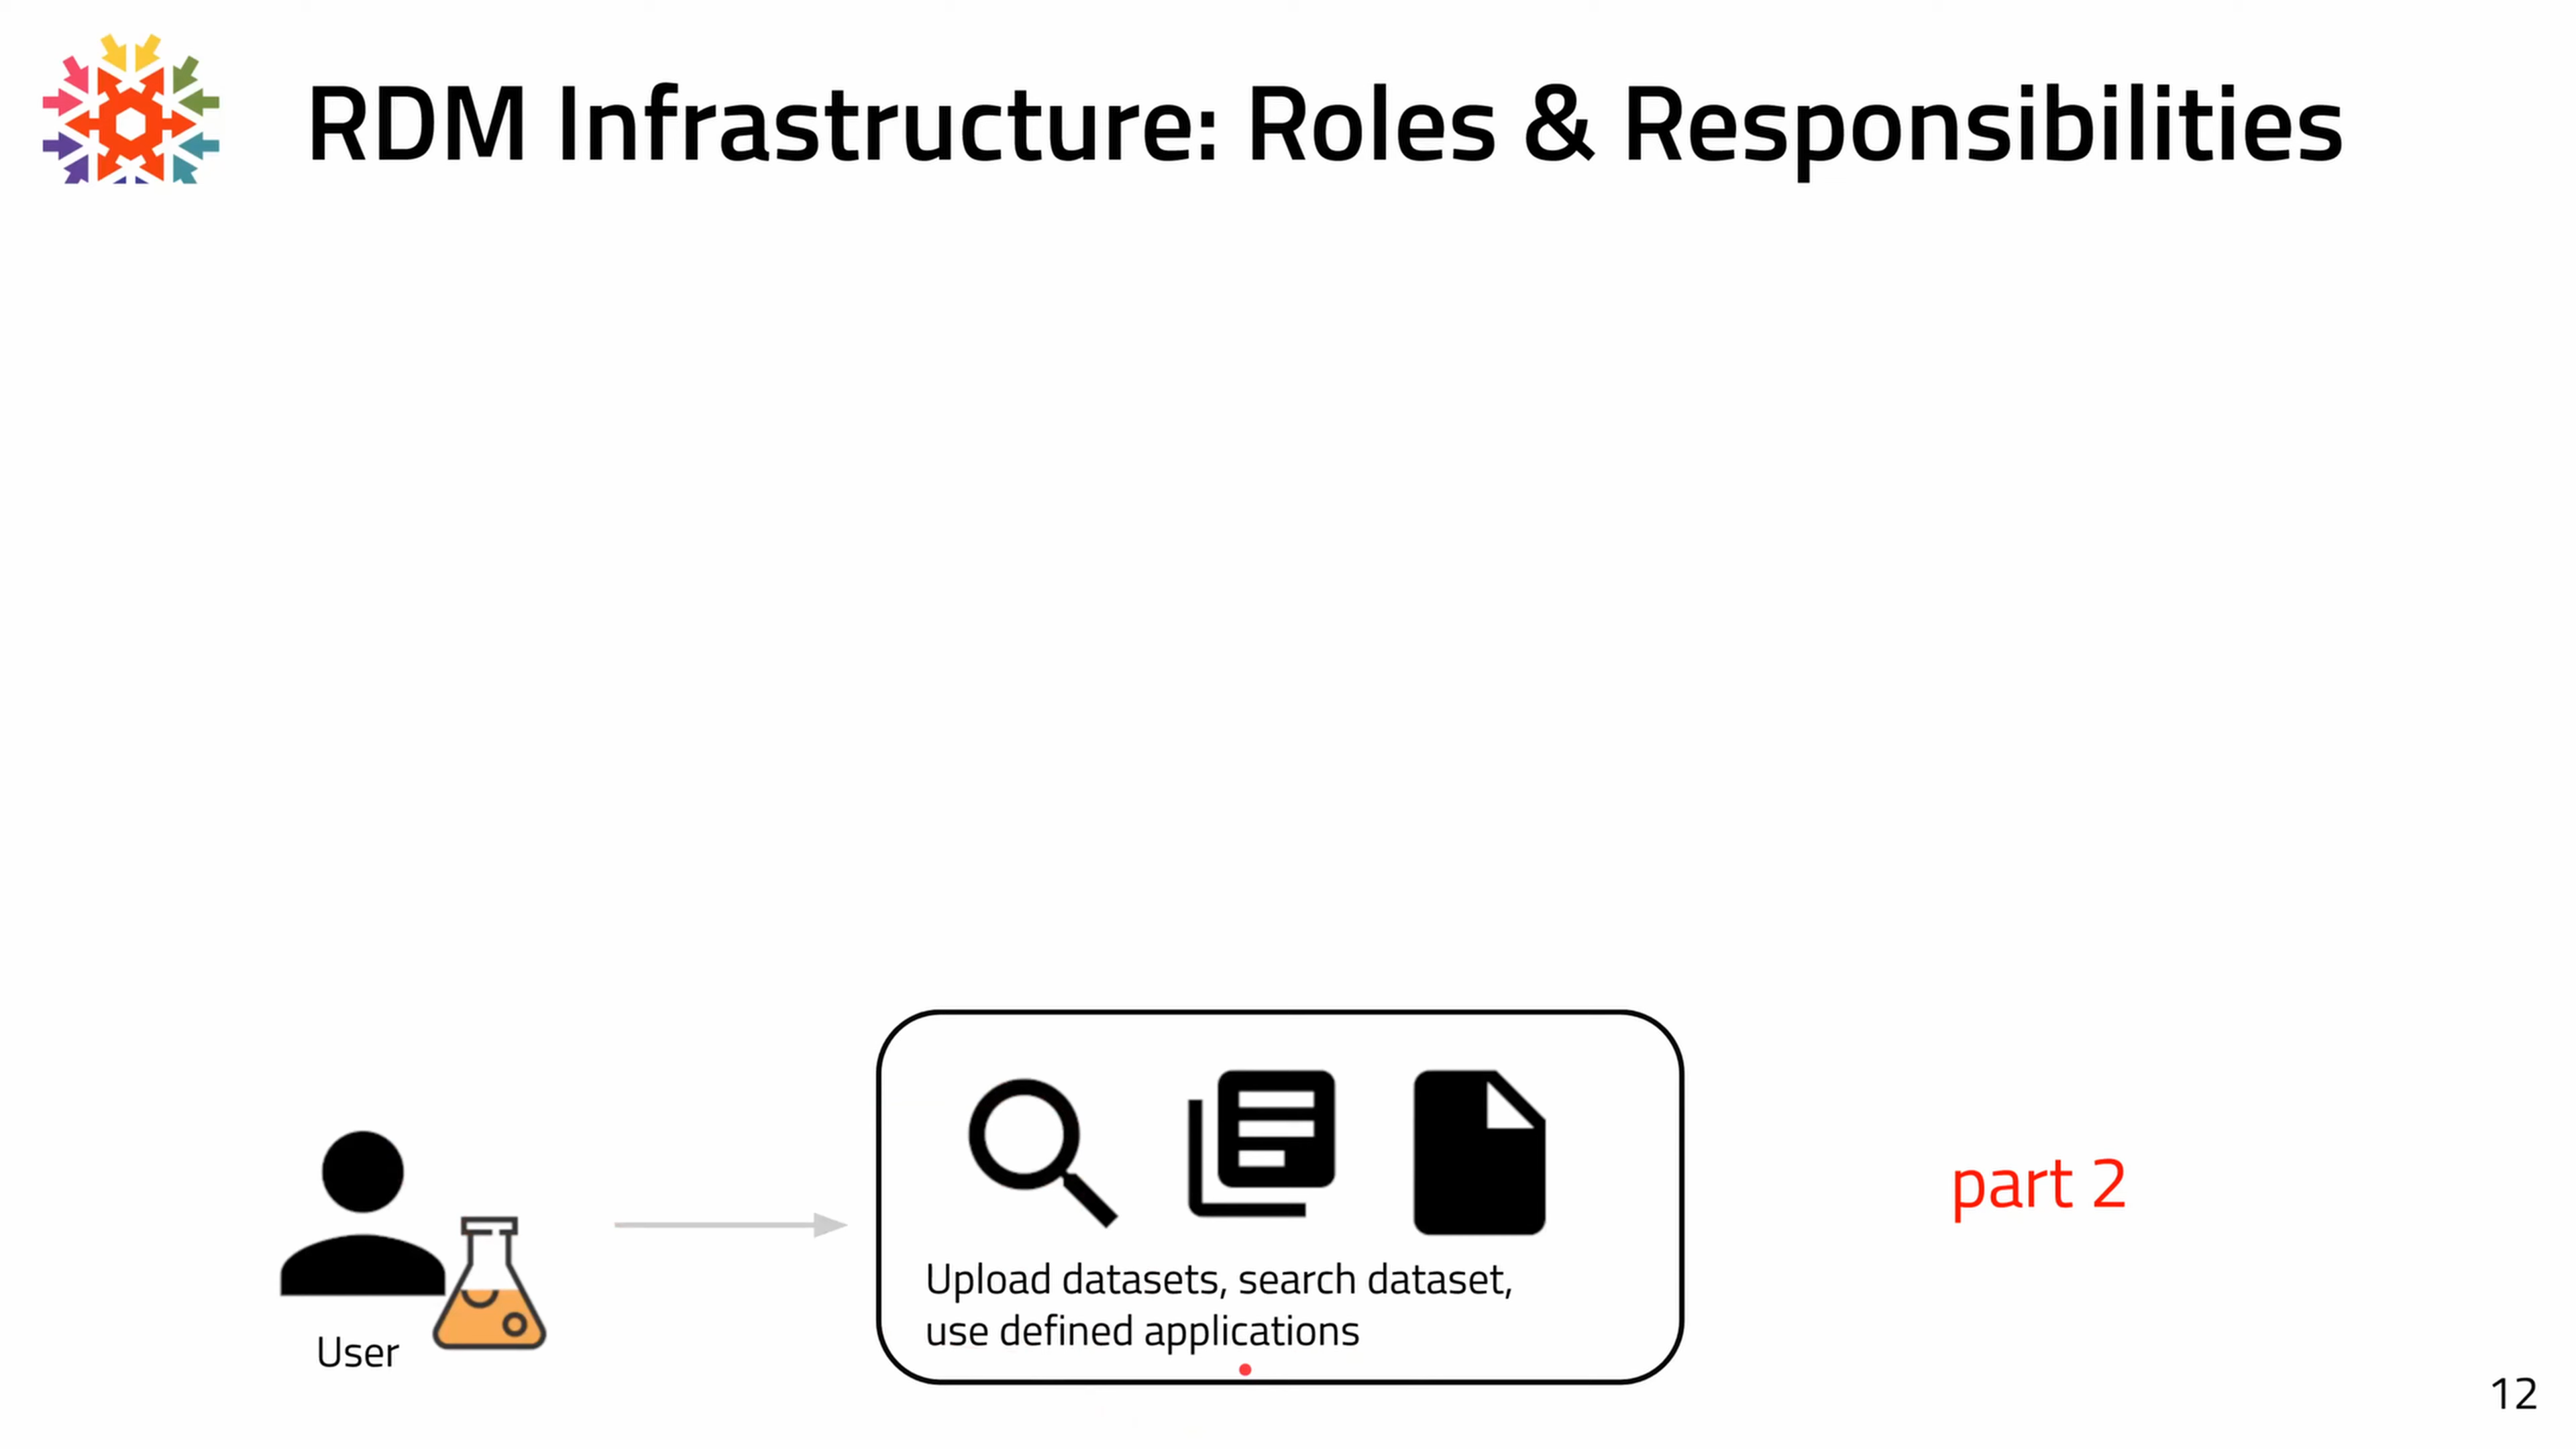 RDM Infrastructure: Roles & Responsibilities
Upload datasets, search dataset,
use defined applications
User
part 2
12